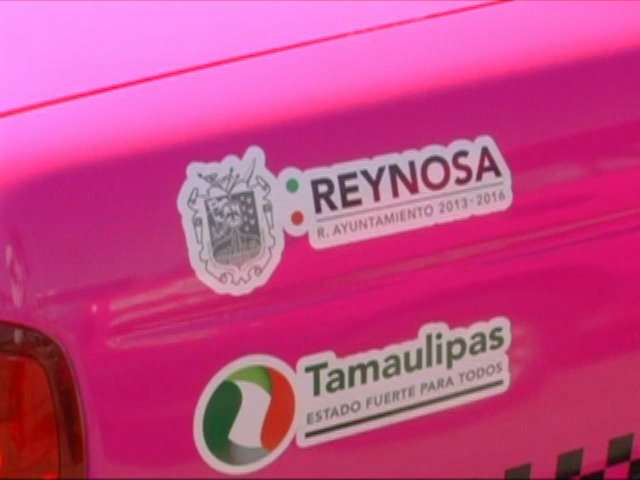 REYNOSA
R. AYUNTAMIENTO 2013-2016
Tamaulipas
ESTADO FUERTE PARA TODOS